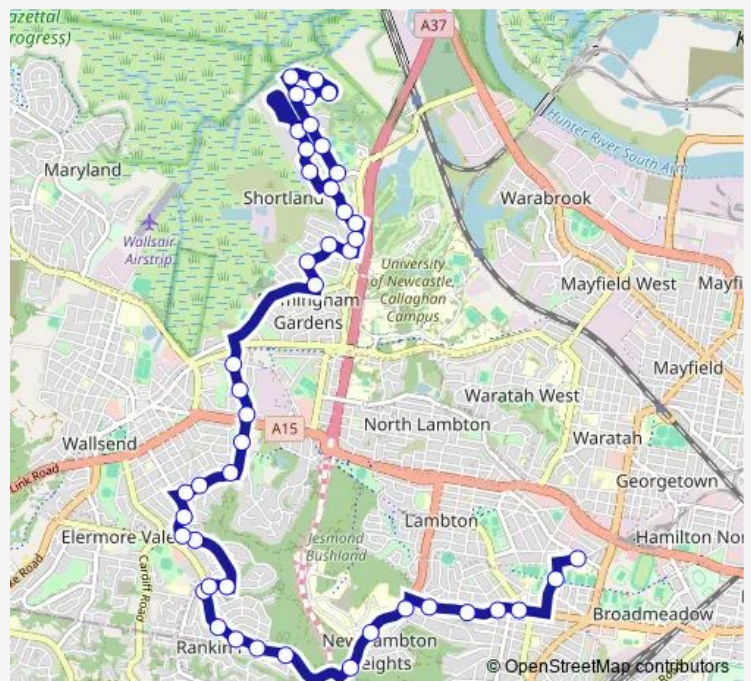 azettal
rogress)
A37
Hunter River South Arm
Maryland
Shortland
Warabrook
Wallsair
Airstrip
University
of Newcastle,
Callaghan
Campus
Mayfield West
Mayfi
mingham
Gardens
Mayfield
Waratah West
A15
North Lambton
Wallsend
Waratah
Link Road
Georgetown
Lambton
Elermore Vale
Jesmond
Bushland
Hamilton No
Cardiff Road
Broadmeadow
Rankin
New Lambton
eights
© OpenStreetMap contributors